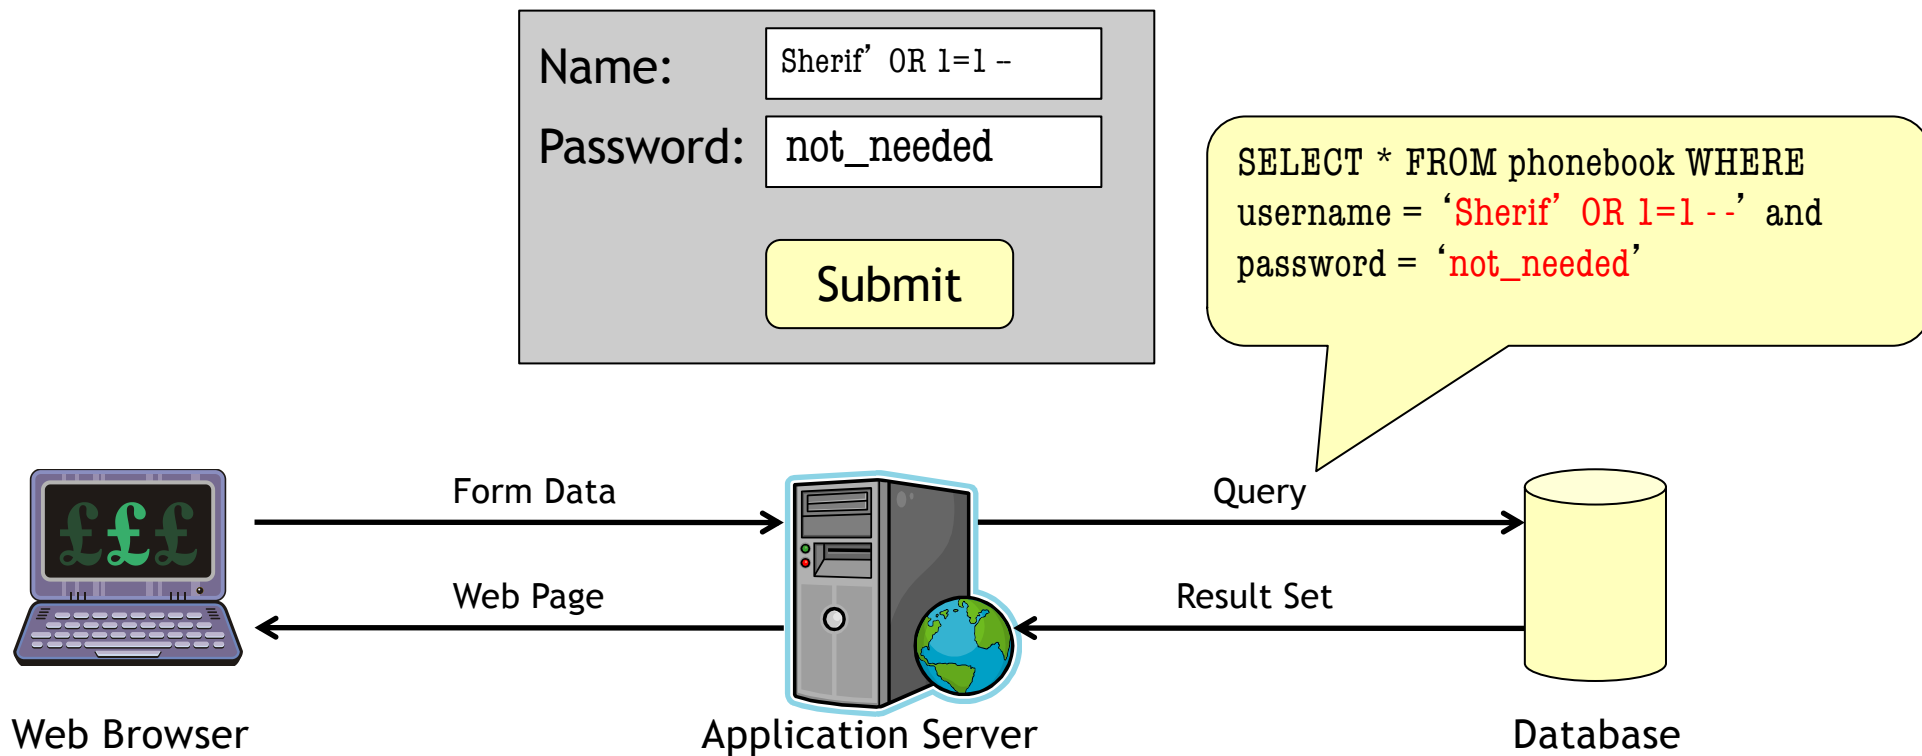 Name: Sherif’ OR 1=1 --
Password: not_needed
Submit
SELECT * FROM phonebook WHERE
username = ‘Sherif’ OR 1=1 - -’ and
password = ‘not_needed’
£££
Form Data
Query
Web Page
Result Set
Web Browser
Application Server
Database